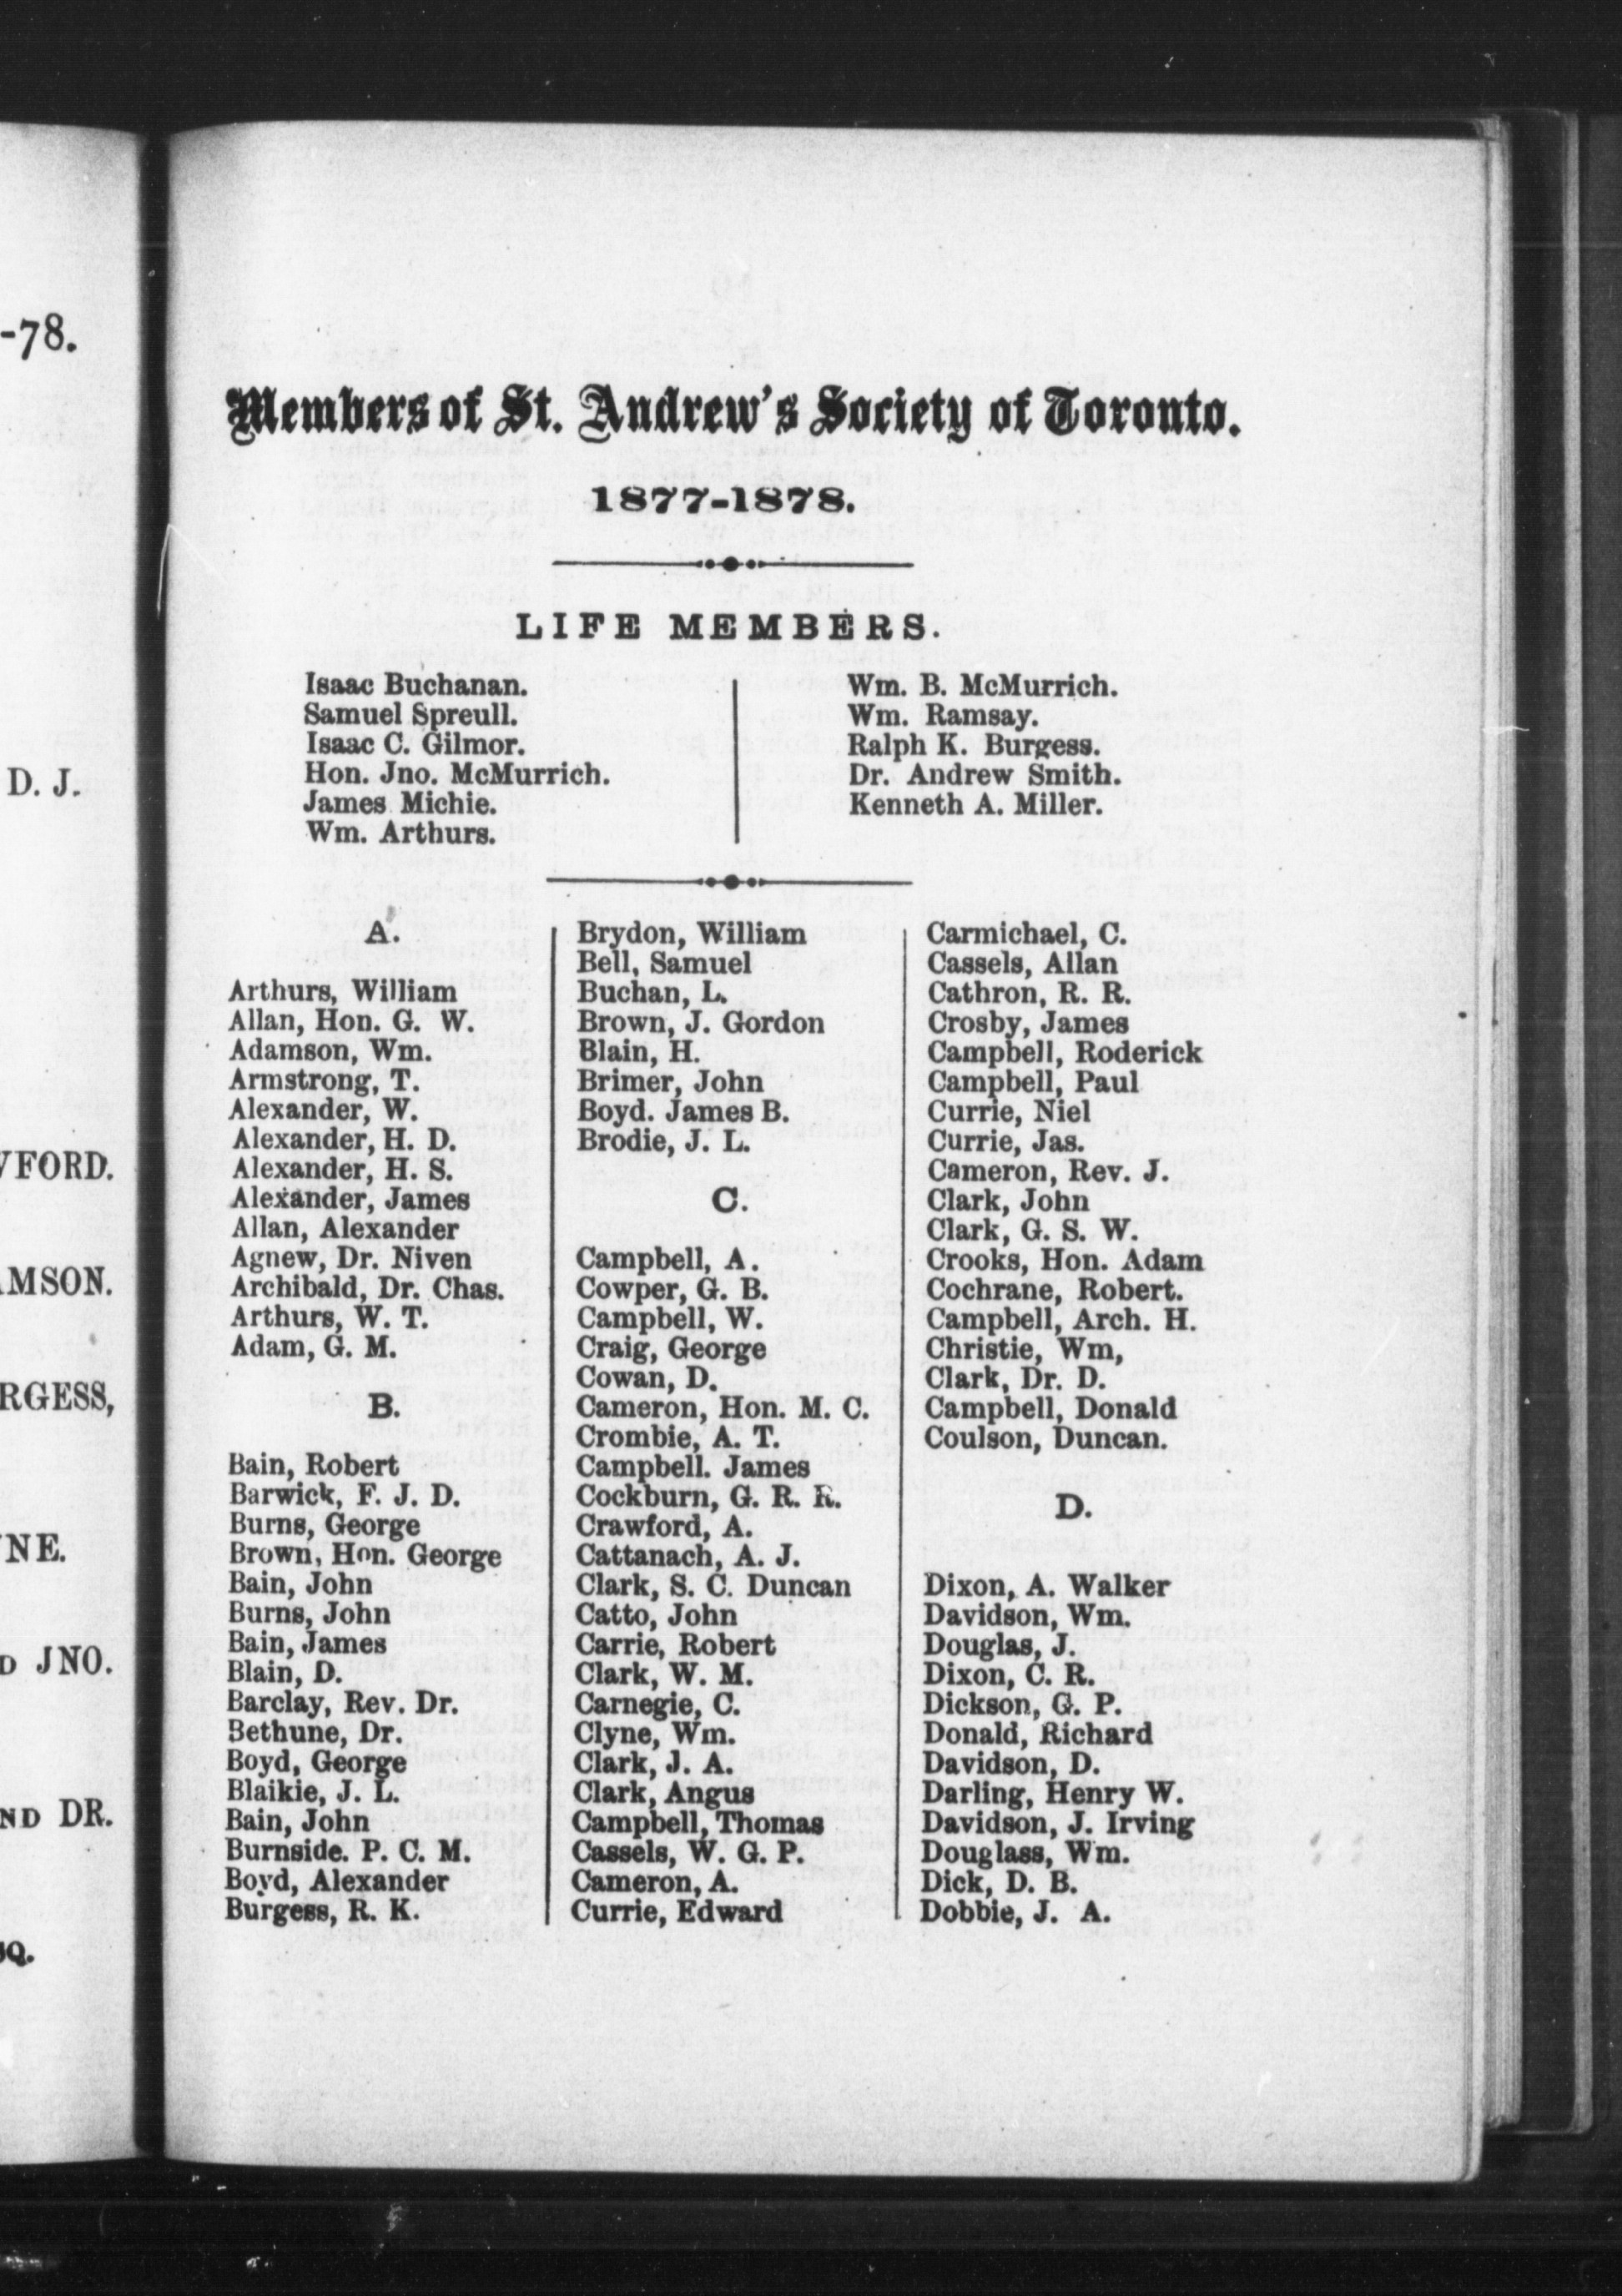 -78.
D. J.
FORD.
MSON.
RGESS,
NE.
D JNO.
ND DR.
Members of St. Andrew's Society of Toronto.
1877-1878.
LIFE MEMBERS.
Isaac Buchanan.
Samuel Spreull.
Isaac C. Gilmor.
Hon. Jno. McMurrich.
James Michie.
Wm. Arthurs.
Wm. B. McMurrich.
Wm. Ramsay.
Ralph K. Burgess.
Dr. Andrew Smith.
Kenneth A. Miller.
A.
Arthurs, William
Allan, Hon. G. W.
Adamson, Wm.
Armstrong, T.
Alexander, W.
Alexander, H. D.
Alexander, H. S.
Alexander, James
Allan, Alexander
Agnew, Dr. Niven
Archibald, Dr. Chas.
Arthurs, W. T.
Adam, G. M.
B.
Bain, Robert
Barwick, F. J. D.
Burns, George
Brown, Hon. George
Bain, John
Burns, John
Bain, James
Blain, D.
Barclay, Rev. Dr.
Bethune, Dr.
Boyd, George
Blaikie, J. L.
Bain, John
Burnside. P. C. M.
Boyd, Alexander
Burgess, R. K.
Brydon, William
Bell, Samuel
Buchan, L.
Brown, J. Gordon
Blain, H.
Brimer, John
Boyd. James B.
Brodie, J. L.
C.
Campbell, A.
Cowper, G. B.
Campbell, W.
Craig, George
Cowan, D.
Cameron, Hon. M. C.
Crombie, A. T.
Campbell. James
Cockburn, G. R. R.
Crawford, A.
Cattanach, A. J.
Clark, S. C. Duncan
Catto, John
Carrie, Robert
Clark, W. M.
Carnegie, C.
Clyne, Wm.
Clark, J. A.
Clark, Angus
Campbell, Thomas
Cassels, W. G. P.
Cameron, A.
Currie, Edward
Carmichael, C.
Cassels, Allan
Cathron, R. R.
Crosby, James
Campbell, Roderick
Campbell, Paul
Currie, Niel
Currie, Jas.
Cameron, Rev. J.
Clark, John
Clark, G. S. W.
Crooks, Hon. Adam
Cochrane, Robert.
Campbell, Arch. H.
Christie, Wm,
Clark, Dr. D.
Campbell, Donald
Coulson, Duncan.
D.
Dixon, A. Walker
Davidson, Wm.
Douglas, J.
Dixon, C. R.
Dickson, G. P.
Donald, Richard
Davidson, D.
Darling, Henry W.
Davidson, J. Irving
Douglass, Wm.
Dick, D. B.
Dobbie, J. A.